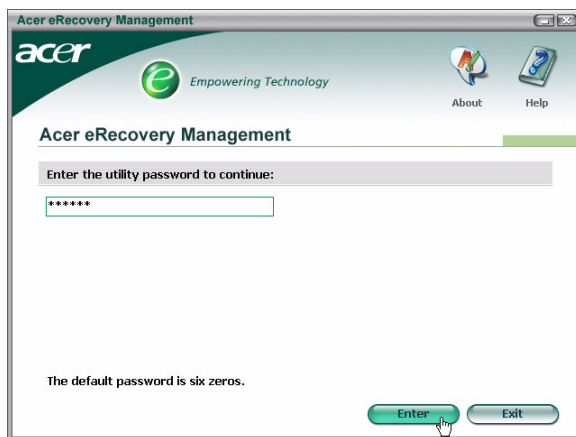 Acer eRecovery Management
acer
e
Empowering Technology
About
Help
Acer eRecovery Management
Enter the utility password to continue:
******
The default password is six zeros.
Enter
Exit